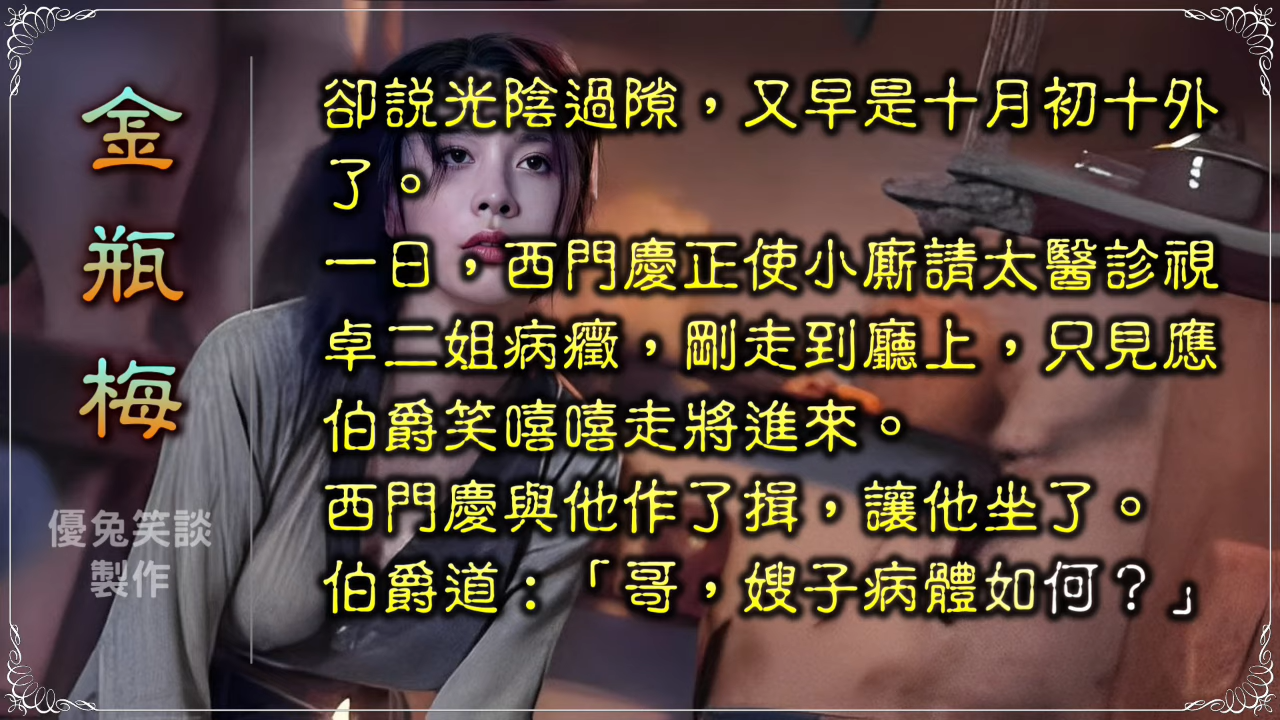 金瓶梅
優兔笑談
製作
卻說光陰過隙，又早是十月初十外
了。
一日，西門慶正使小廝請太醫診視
卓二姐病癥，剛走到廳上，只見應
伯爵笑嘻嘻走將進來。
西門慶與他作了揖，讓他坐了。
伯爵道：「哥，嫂子病體如何？」